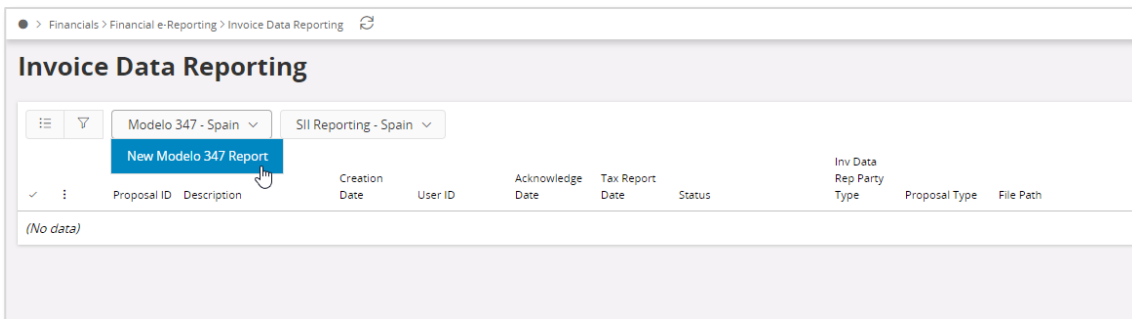 > Financials > Financial e-Reporting > Invoice Data Reporting
Invoice Data Reporting
Modelo 347 - Spain
SII Reporting - Spain
New Modelo 347 Report
Proposal ID
Description
Creation
Date
User ID
Acknowledge
Date
Tax Report
Date
Status
Inv Data
Rep Party
Type
Proposal Type
File Path
(No data)